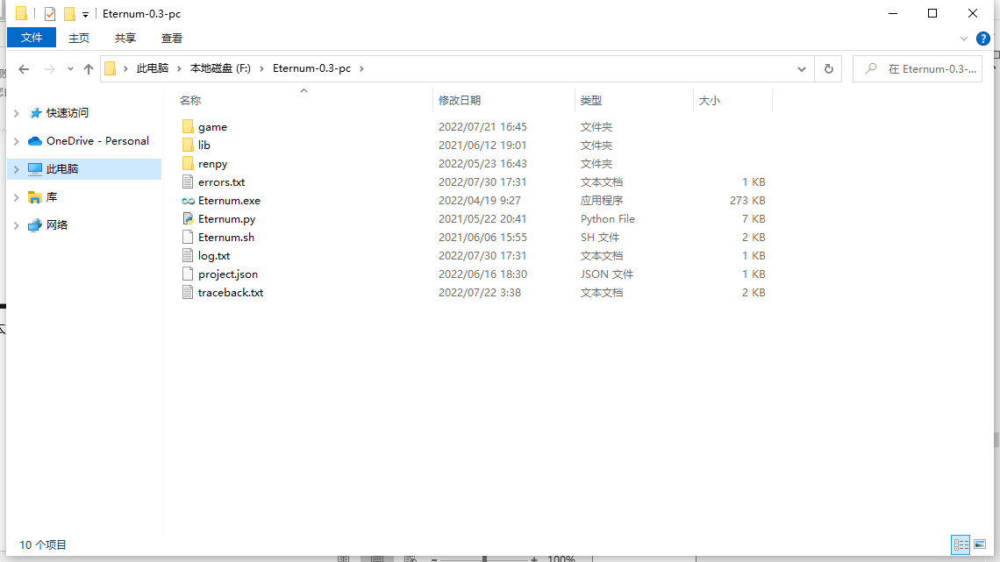 Eternum-0.3-pc
文件 主页 共享 查看
此电脑 本地磁盘 (F:) Eternum-0.3-pc
在 Eternum-0.3-...
名称 修改日期 类型 大小
快速访问
OneDrive - Personal
此电脑
库
网络
game 2022/07/21 16:45 文件夹
lib 2021/06/12 19:01 文件夹
renpy 2022/05/23 16:43 文件夹
errors.txt 2022/07/30 17:31 文本文档 1 KB
Eternum.exe 2022/04/19 9:27 应用程序 273 KB
Eternum.py 2021/05/22 20:41 Python File 7 KB
Eternum.sh 2021/06/06 15:55 SH 文件 2 KB
log.txt 2022/07/30 17:31 文本文档 1 KB
project.json 2022/06/16 18:30 JSON 文件 1 KB
traceback.txt 2022/07/22 3:38 文本文档 2 KB
10 个项目
100%